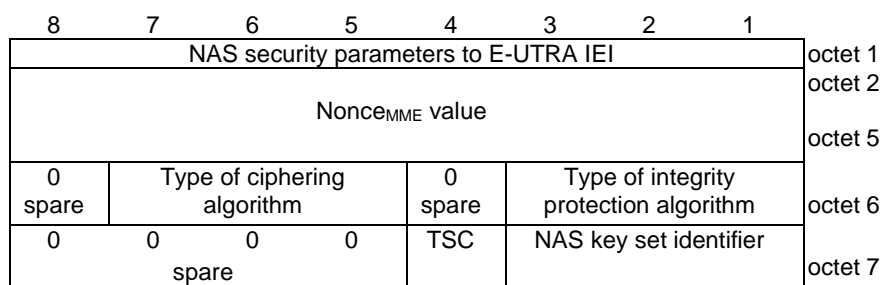 8 7 6 5 4 3 2 1
NAS security parameters to E-UTRA IEI octet 1
octet 2
NonceMME value
octet 5
0 Type of ciphering 0 Type of integrity
spare algorithm spare protection algorithm octet 6
0 0 0 0 TSC NAS key set identifier
spare octet 7